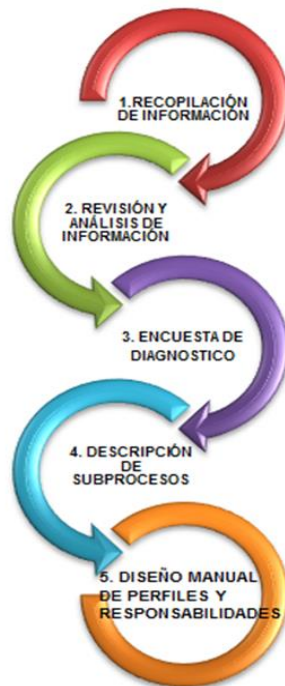 1.RECOPILACIÓN
DE INFORMACIÓN
2. REVISIÓN Y
ANÁLISIS DE
INFORMACIÓN
3. ENCUESTA DE
DIAGNOSTICO
4. DESCRIPCIÓN
DE
SUBPROCESOS
5. DISEÑO MANUAL
DE PERFILES Y
RESPONSABILIDADES